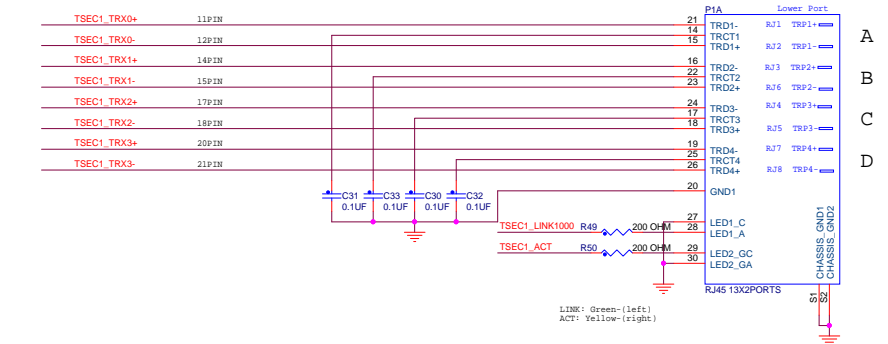 P1A
Lower Port
TSEC1_TRX0+ 11PIN 21 TRD1- RJ1 TRP1+
14 TRCT1 A
TSEC1_TRX0- 12PIN 15 TRD1+ RJ2 TRP1-
TSEC1_TRX1+ 14PIN 16 TRD2- RJ3 TRP2+
22 TRCT2 B
TSEC1_TRX1- 15PIN 23 TRD2+ RJ6 TRP2-
TSEC1_TRX2+ 17PIN 24 TRD3- RJ4 TRP3+
17 TRCT3 C
TSEC1_TRX2- 18PIN 18 TRD3+ RJ5 TRP3-
TSEC1_TRX3+ 20PIN 19 TRD4- RJ7 TRP4+
25 TRCT4 D
TSEC1_TRX3- 21PIN 26 TRD4+ RJ8 TRP4-
20 GND1
C31 C33 C30 C32
0.1UF 0.1UF 0.1UF 0.1UF
27 LED1_C
TSEC1_LINK1000 R49 200 OHM 28 LED1_A
TSEC1_ACT R50 200 OHM 29 LED2_GC
30 LED2_GA
CHASSIS_GND1
CHASSIS_GND2
S1
S2
RJ45 13X2PORTS
LINK: Green-(left)
ACT: Yellow-(right)